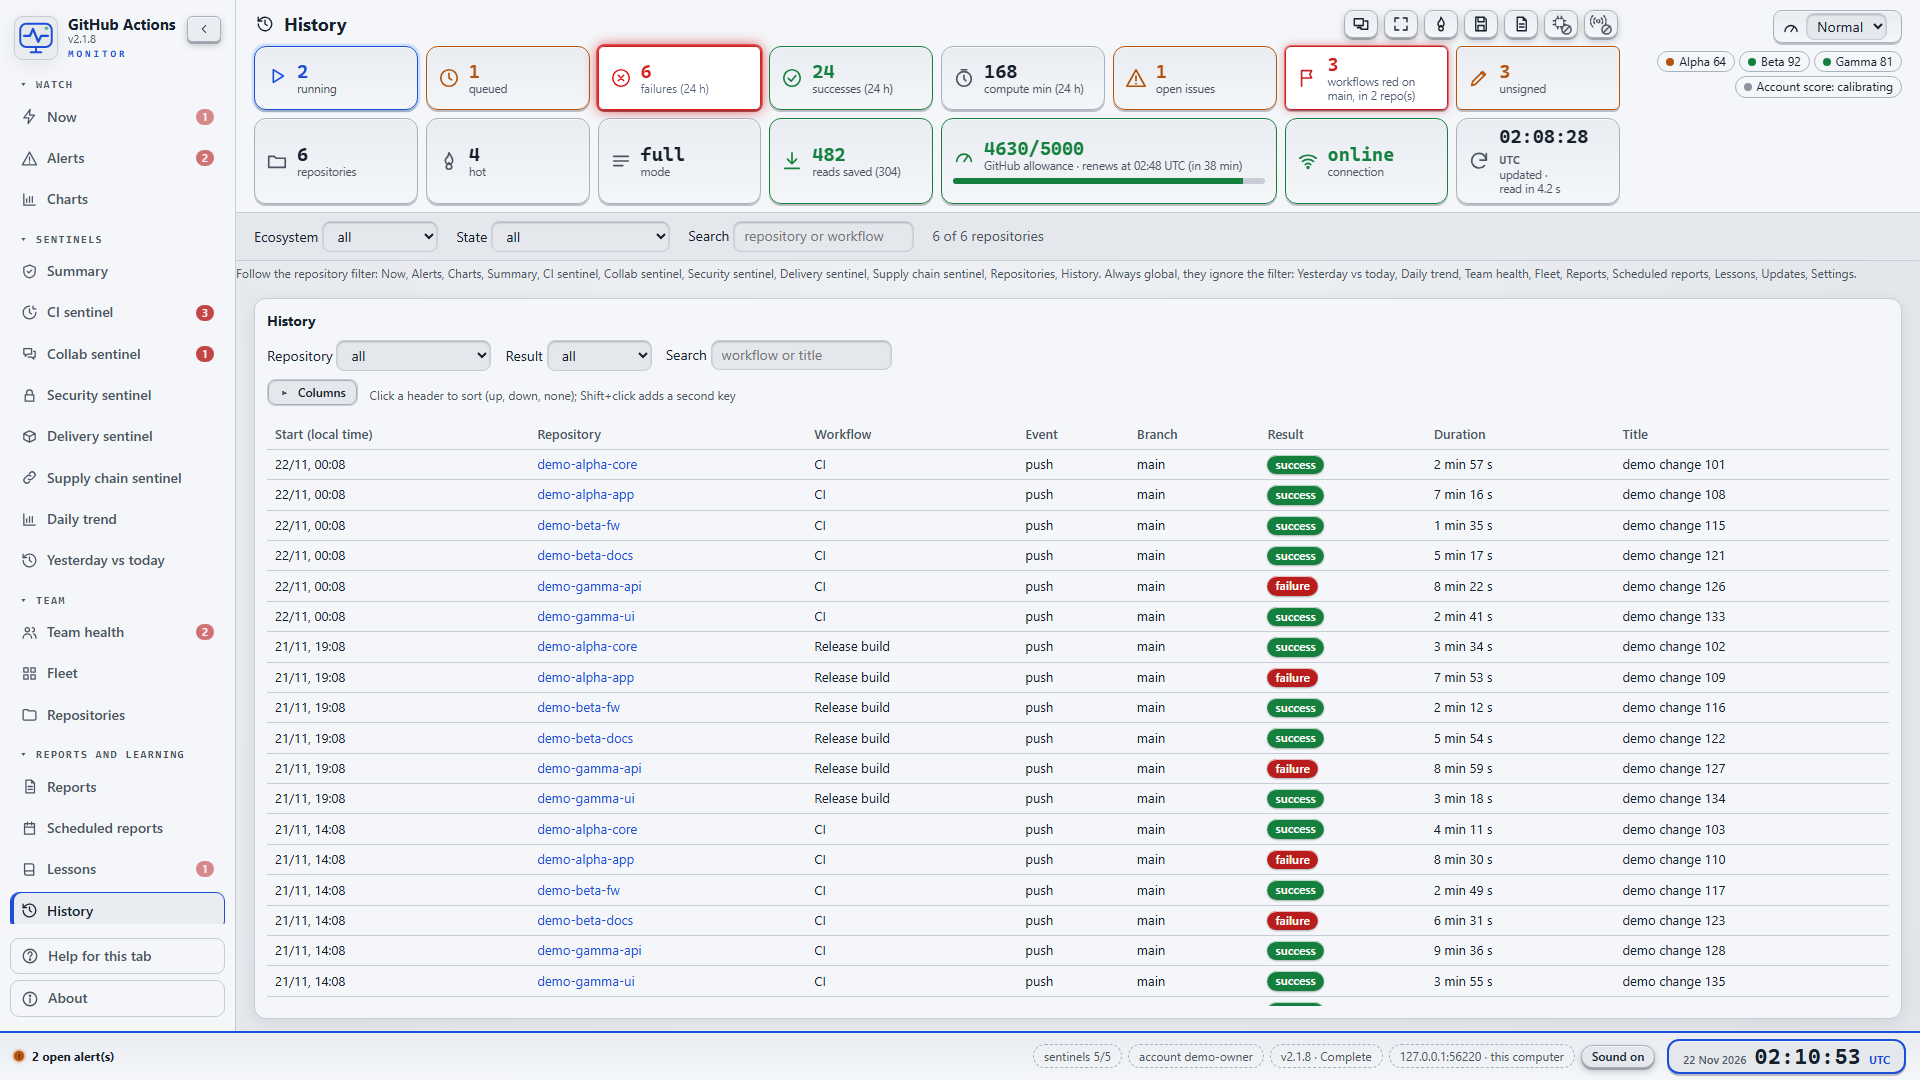 GitHub Actions
v2.1.8
MONITOR
WATCH
Now 1
Alerts 2
Charts
SENTINELS
Summary
CI sentinel 3
Collab sentinel 1
Security sentinel
Delivery sentinel
Supply chain sentinel
Daily trend
Yesterday vs today
TEAM
Team health 2
Fleet
Repositories
REPORTS AND LEARNING
Reports
Scheduled reports
Lessons 1
History
Help for this tab
About
History
Normal
Alpha 64 Beta 92 Gamma 81
Account score: calibrating
2
running
1
queued
6
failures (24 h)
24
successes (24 h)
168
compute min (24 h)
1
open issues
3
workflows red on
main, in 2 repo(s)
3
unsigned
6
repositories
4
hot
full
mode
482
reads saved (304)
4630/5000
GitHub allowance · renews at 02:48 UTC (in 38 min)
online
connection
02:08:28
UTC
updated ·
read in 4.2 s
Ecosystem all State all Search repository or workflow 6 of 6 repositories
Follow the repository filter: Now, Alerts, Charts, Summary, CI sentinel, Collab sentinel, Security sentinel, Delivery sentinel, Supply chain sentinel, Repositories, History. Always global, they ignore the filter: Yesterday vs today, Daily trend, Team health, Fleet, Reports, Scheduled reports, Lessons, Updates, Settings.
History
Repository all Result all Search workflow or title
Columns Click a header to sort (up, down, none); Shift+click adds a second key
Start (local time) Repository Workflow Event Branch Result Duration Title
22/11, 00:08 demo-alpha-core CI push main success 2 min 57 s demo change 101
22/11, 00:08 demo-alpha-app CI push main success 7 min 16 s demo change 108
22/11, 00:08 demo-beta-fw CI push main success 1 min 35 s demo change 115
22/11, 00:08 demo-beta-docs CI push main success 5 min 17 s demo change 121
22/11, 00:08 demo-gamma-api CI push main failure 8 min 22 s demo change 126
22/11, 00:08 demo-gamma-ui CI push main success 2 min 41 s demo change 133
21/11, 19:08 demo-alpha-core Release build push main success 3 min 34 s demo change 102
21/11, 19:08 demo-alpha-app Release build push main failure 7 min 53 s demo change 109
21/11, 19:08 demo-beta-fw Release build push main success 2 min 12 s demo change 116
21/11, 19:08 demo-beta-docs Release build push main success 5 min 54 s demo change 122
21/11, 19:08 demo-gamma-api Release build push main failure 8 min 59 s demo change 127
21/11, 19:08 demo-gamma-ui Release build push main success 3 min 18 s demo change 134
21/11, 14:08 demo-alpha-core CI push main success 4 min 11 s demo change 103
21/11, 14:08 demo-alpha-app CI push main failure 8 min 30 s demo change 110
21/11, 14:08 demo-beta-fw CI push main success 2 min 49 s demo change 117
21/11, 14:08 demo-beta-docs CI push main failure 6 min 31 s demo change 123
21/11, 14:08 demo-gamma-api CI push main success 9 min 36 s demo change 128
21/11, 14:08 demo-gamma-ui CI push main success 3 min 55 s demo change 135
2 open alert(s)
sentinels 5/5
account demo-owner
v2.1.8 · Complete
127.0.0.1:56220 · this computer
Sound on
22 Nov 2026 02:10:53 UTC